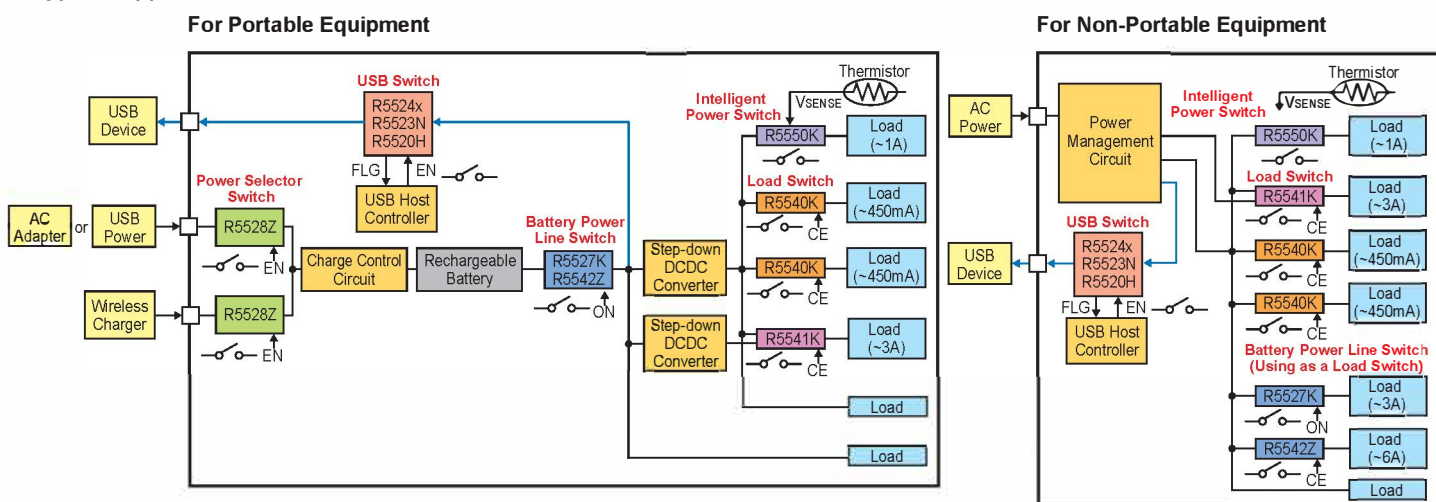 For Portable Equipment
USB Switch
R5524x
R5523N
R5520H
FLG
EN
USB Host
Controller
USB
Device
Power Selector
Switch
AC
Adapter
or
USB
Power
R5528Z
EN
Wireless
Charger
R5528Z
EN
Charge Control
Circuit
Rechargeable
Battery
Battery Power
Line Switch
R5527K
R5542Z
ON
Step-down
DCDC
Converter
Step-down
DCDC
Converter
Thermistor
VSENSE
Intelligent
Power Switch
R5550K
Load
(~1A)
Load Switch
R5540K
CE
Load
(~450mA)
R5540K
CE
Load
(~450mA)
R5541K
CE
Load
(~3A)
Load
Load
For Non-Portable Equipment
AC
Power
Power
Management
Circuit
USB Switch
R5524x
R5523N
R5520H
FLG
EN
USB Host
Controller
USB
Device
Thermistor
VSENSE
Intelligent
Power Switch
R5550K
Load
(~1A)
Load Switch
R5541K
CE
Load
(~3A)
R5540K
CE
Load
(~450mA)
R5540K
CE
Load
(~450mA)
Battery Power Line Switch
(Using as a Load Switch)
R5527K
ON
Load
(~3A)
R5542Z
CE
Load
(~6A)
Load